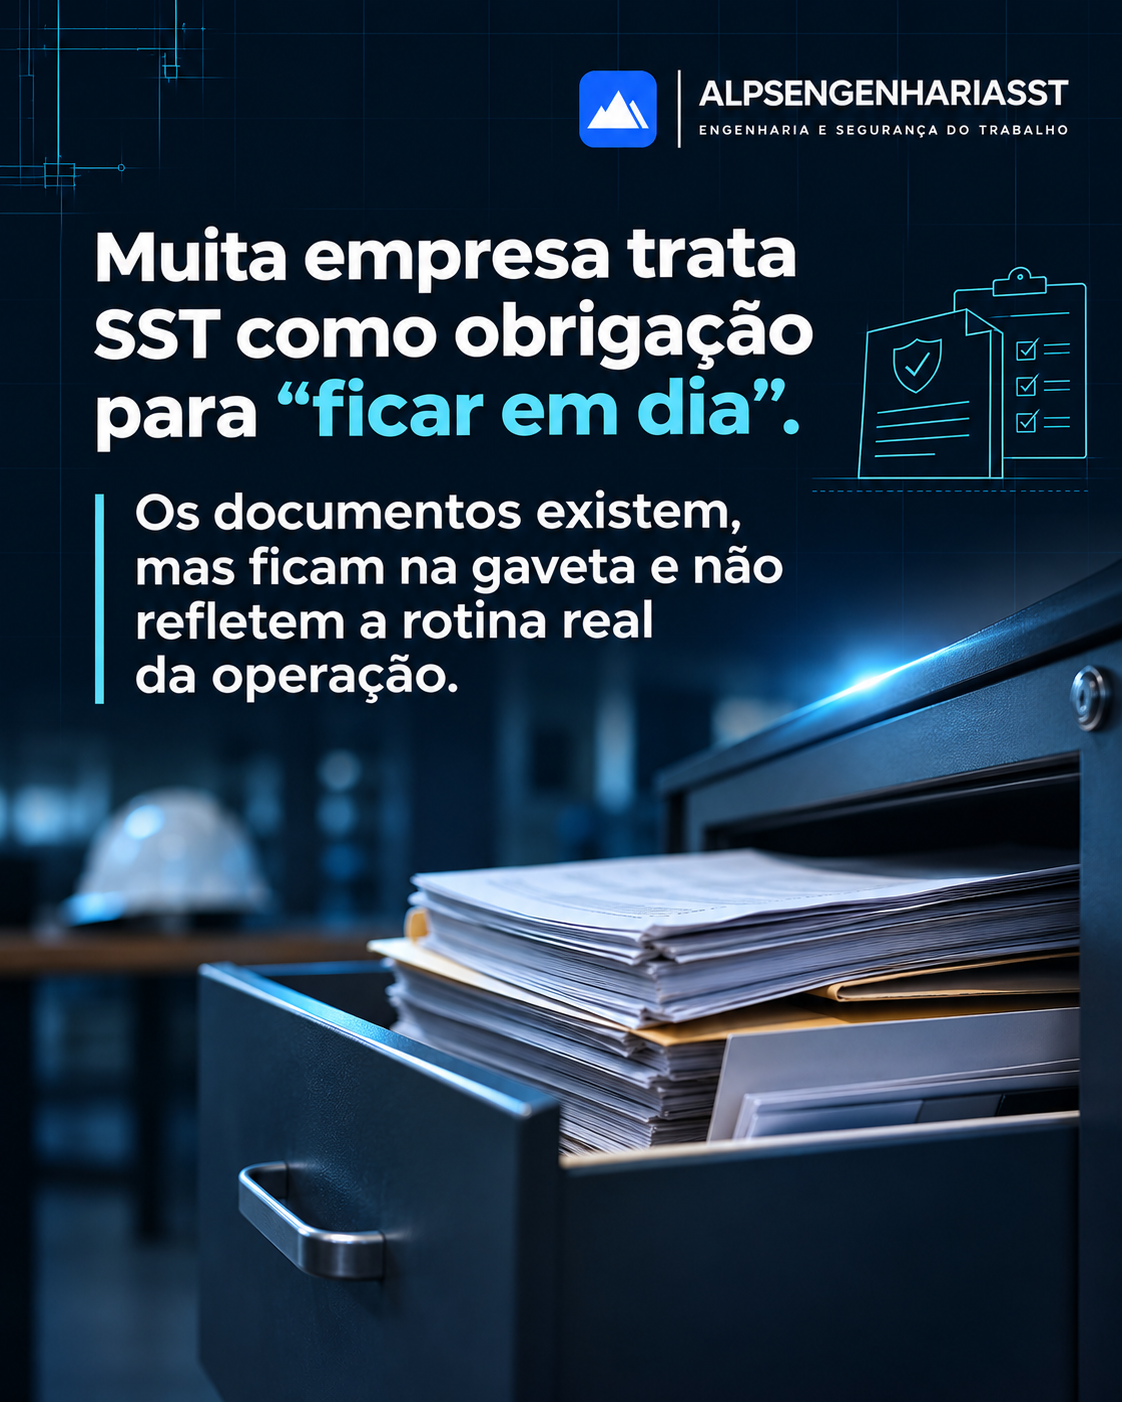 ALPSENGENHARIASST
ENGENHARIA E SEGURANÇA DO TRABALHO
Muita empresa trata
SST como obrigação
para “ficar em dia”.
Os documentos existem,
mas ficam na gaveta e não
refletem a rotina real
da operação.